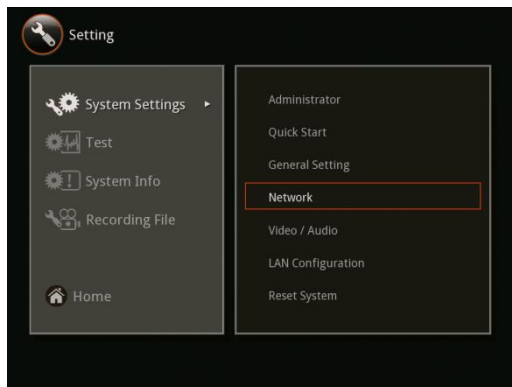 Setting
System Settings
Test
System Info
Recording File
Home
Administrator
Quick Start
General Setting
Network
Video / Audio
LAN Configuration
Reset System